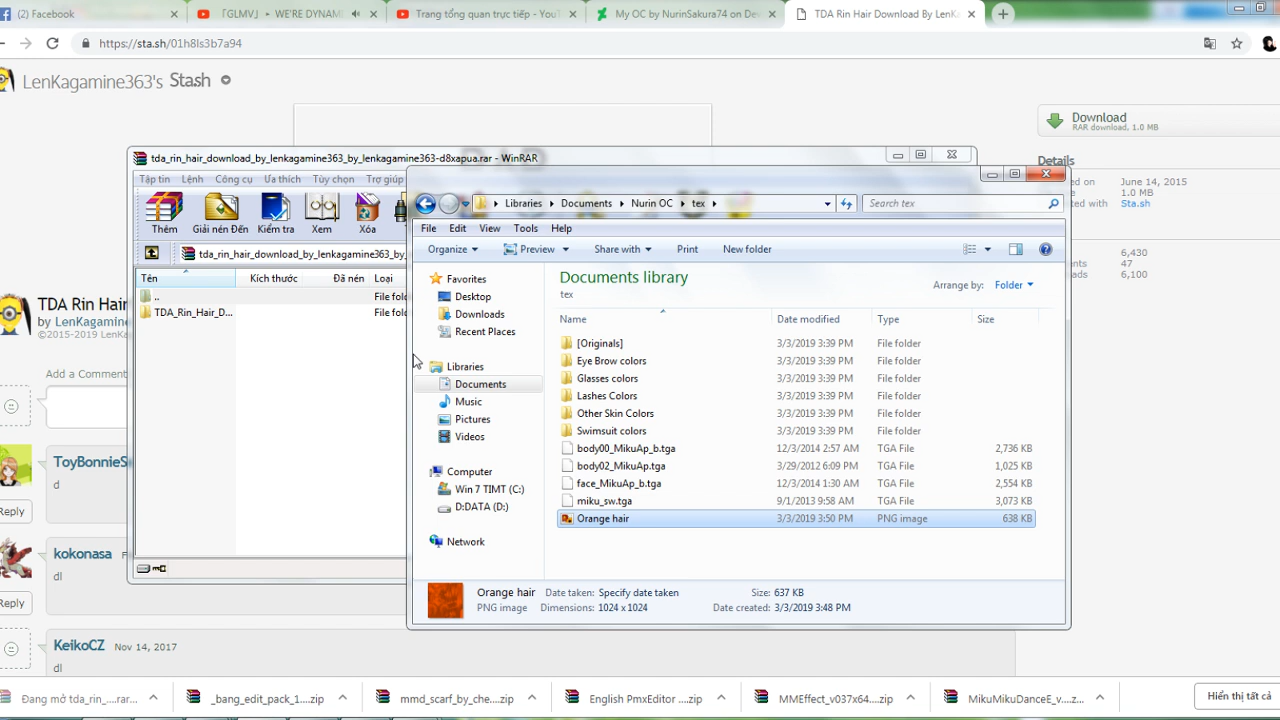 (2) Facebook
「GLMV」 ► WE'RE DYNAM
Trang tổng quan trực tiếp - YouT
My OC by NurinSakura74 on De
TDA Rin Hair Download By LenK
https://sta.sh/01h8ls3b7a94
LenKagamine363's Sta.sh
Download
RAR download, 1.0 MB
Details
June 14, 2015
1.0 MB
Sta.sh
6,430
47
6,100
TDA Rin Hair
by LenKagamine
©2015-2019 LenK
Add a Comment
ToyBonnieS
d
Reply
kokonasa
dl
Reply
KeikoCZ Nov 14, 2017
dl
tda_rin_hair_download_by_lenkagamine363_by_lenkagamine363-d8xapua.rar - WinRAR
Tập tin Lệnh Công cụ Ưa thích Tùy chọn Trợ giúp
Thêm Giải nén Đến Kiểm tra Xem Xóa
tda_rin_hair_download_by_lenkagamine363_by_
Tên Kích thước Đã nén Loại
.. File fol
TDA_Rin_Hair_D... File fol
Libraries Documents Nurin OC tex
Search tex
File Edit View Tools Help
Organize Preview Share with Print New folder
Favorites
Desktop
Downloads
Recent Places
Libraries
Documents
Music
Pictures
Videos
Computer
Win 7 TIMT (C:)
D:DATA (D:)
Network
Documents library
tex
Arrange by: Folder
Name Date modified Type Size
[Originals] 3/3/2019 3:39 PM File folder
Eye Brow colors 3/3/2019 3:39 PM File folder
Glasses colors 3/3/2019 3:39 PM File folder
Lashes Colors 3/3/2019 3:39 PM File folder
Other Skin Colors 3/3/2019 3:39 PM File folder
Swimsuit colors 3/3/2019 3:39 PM File folder
body00_MikuAp_b.tga 12/3/2014 2:57 AM TGA File 2,736 KB
body02_MikuAp.tga 3/29/2012 6:09 PM TGA File 1,025 KB
face_MikuAp_b.tga 12/3/2014 1:30 AM TGA File 2,554 KB
miku_sw.tga 9/1/2013 9:58 AM TGA File 3,073 KB
Orange hair 3/3/2019 3:50 PM PNG image 638 KB
Orange hair Date taken: Specify date taken Size: 637 KB
PNG image Dimensions: 1024 x 1024 Date created: 3/3/2019 3:48 PM
Đang mở tda_rin_....rar...
_bang_edit_pack_1....zip
mmd_scarf_by_che....zip
English PmxEditor ....zip
MMEffect_v037x64....zip
MikuMikuDanceE_v....z...
Hiển thị tất cả